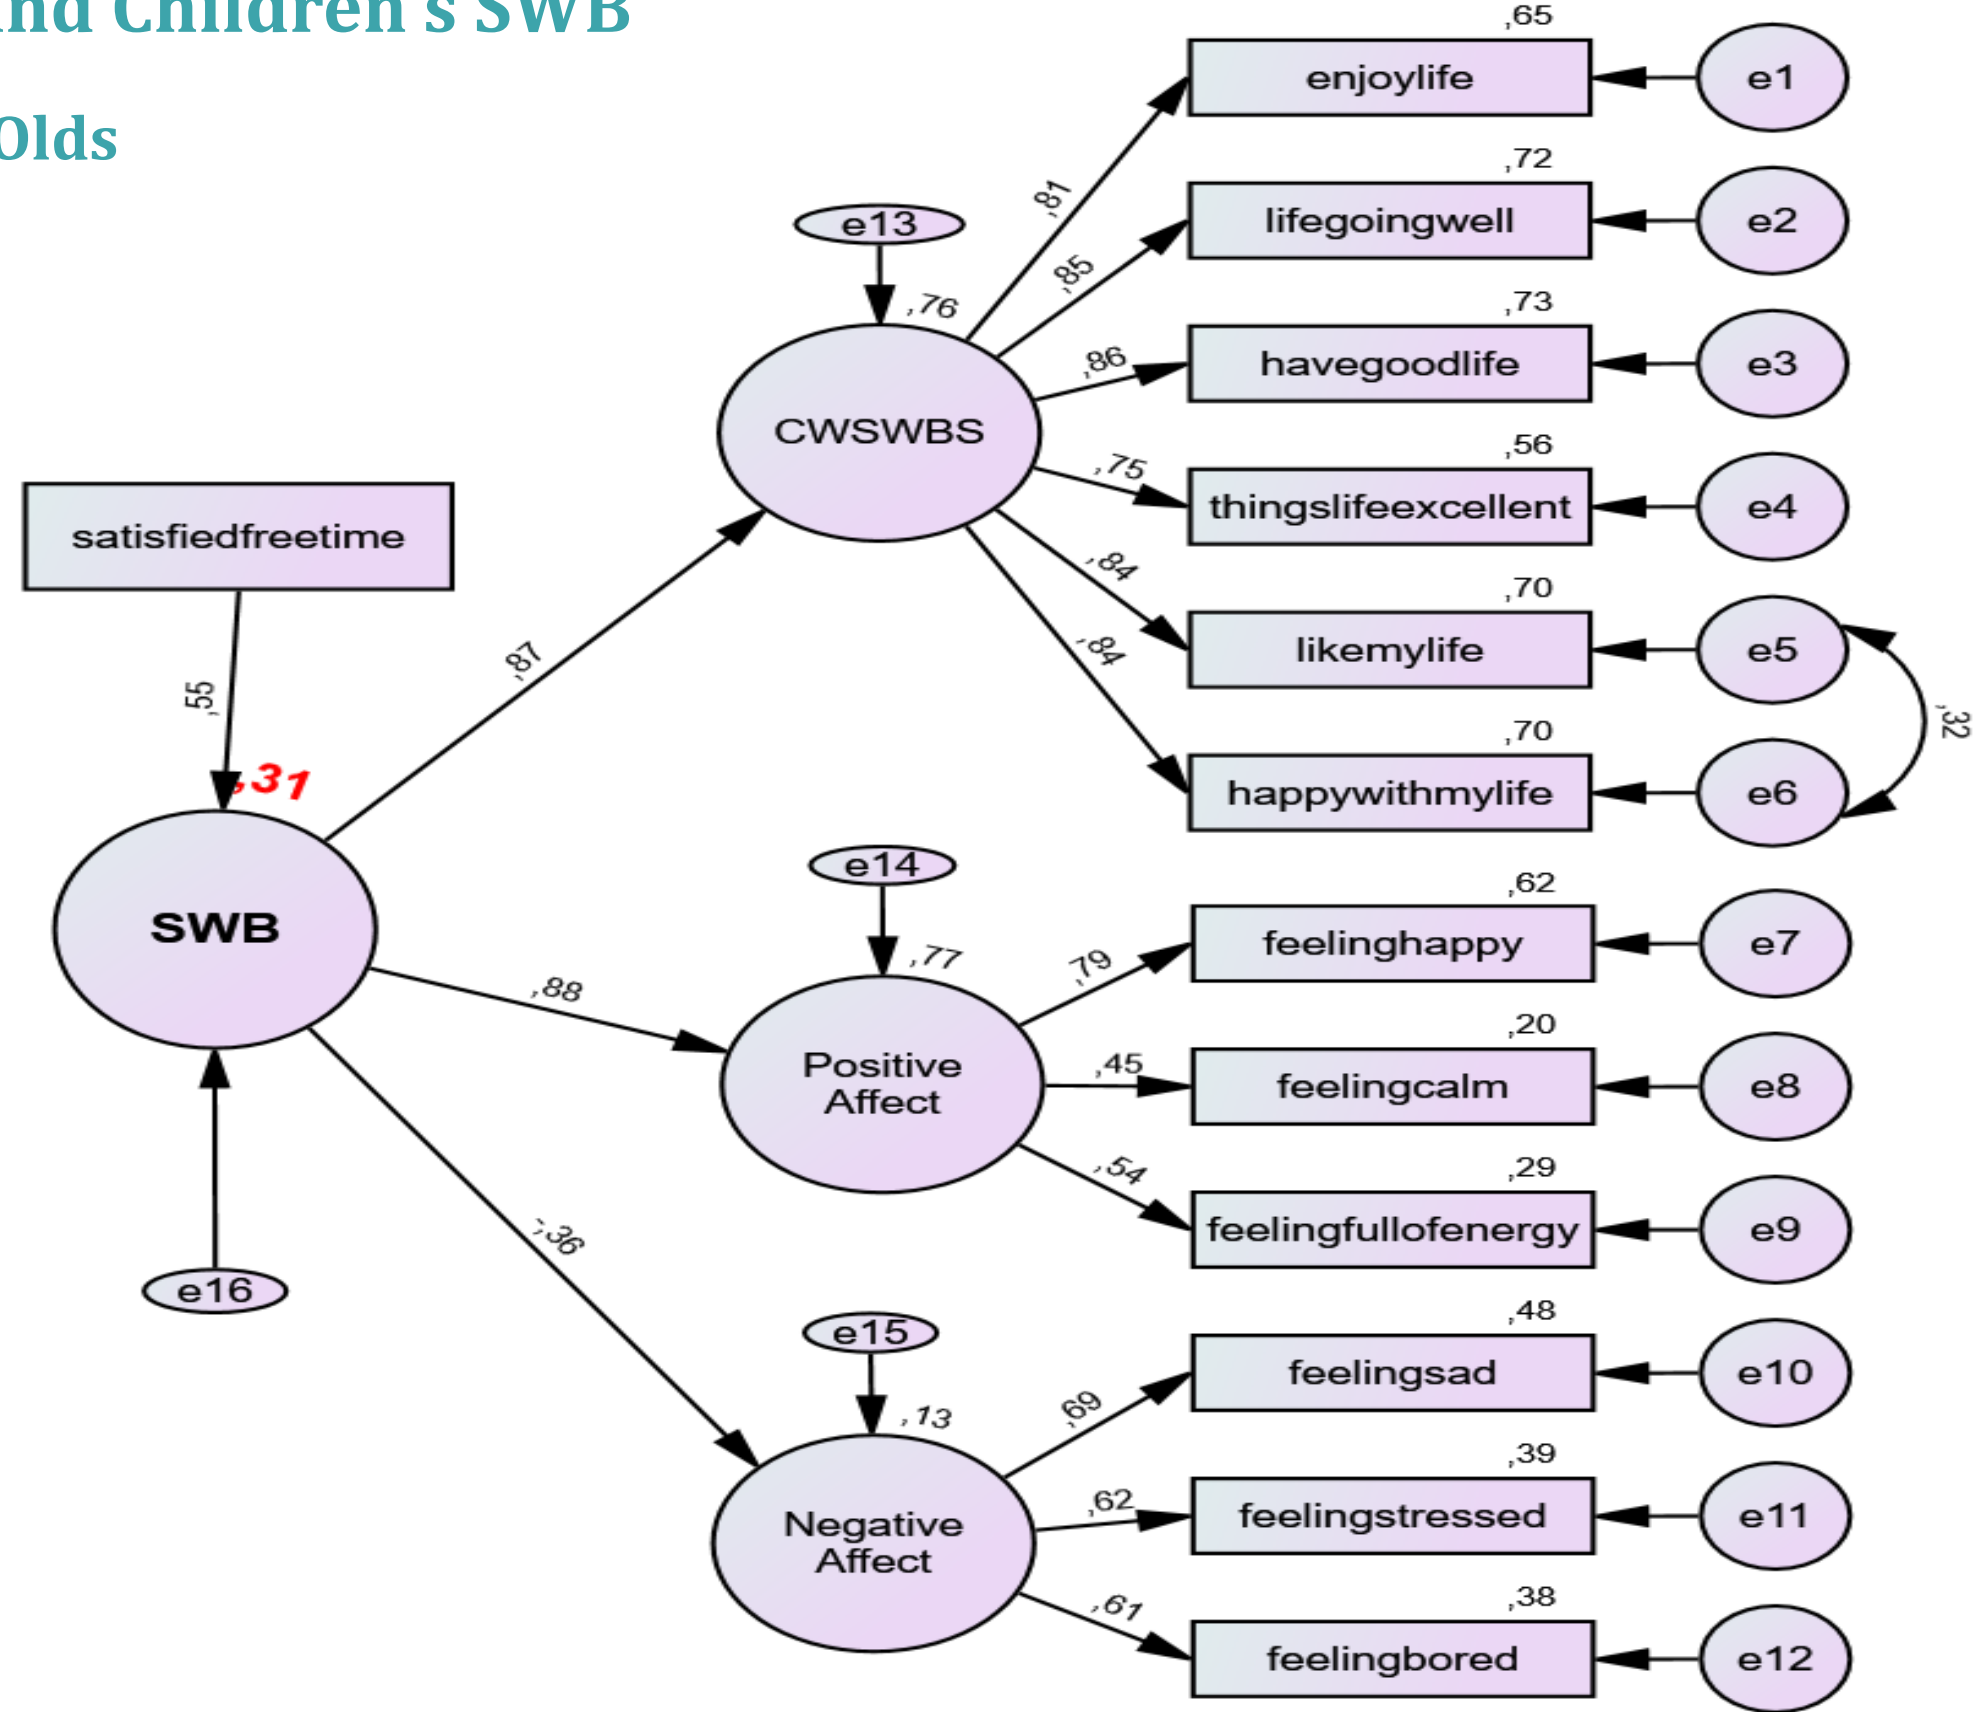 nd Children's SWB
Olds
,65
enjoylife
e1
,81
,72
lifegoingwell
e2
,85
e13
,76
,73
havegoodlife
e3
,86
CWSWBS
,56
thingslifeexcellent
e4
,75
satisfiedfreetime
,84
,70
likemylife
e5
,84
,32
,87
,55
,31
,70
happywithmylife
e6
SWB
e14
,77
,62
feelinghappy
e7
,79
,88
Positive
Affect
,20
feelingcalm
e8
,45
,54
,29
feelingfullofenergy
e9
-,36
e16
e15
,13
,48
feelingsad
e10
,69
Negative
Affect
,39
feelingstressed
e11
,62
,61
,38
feelingbored
e12